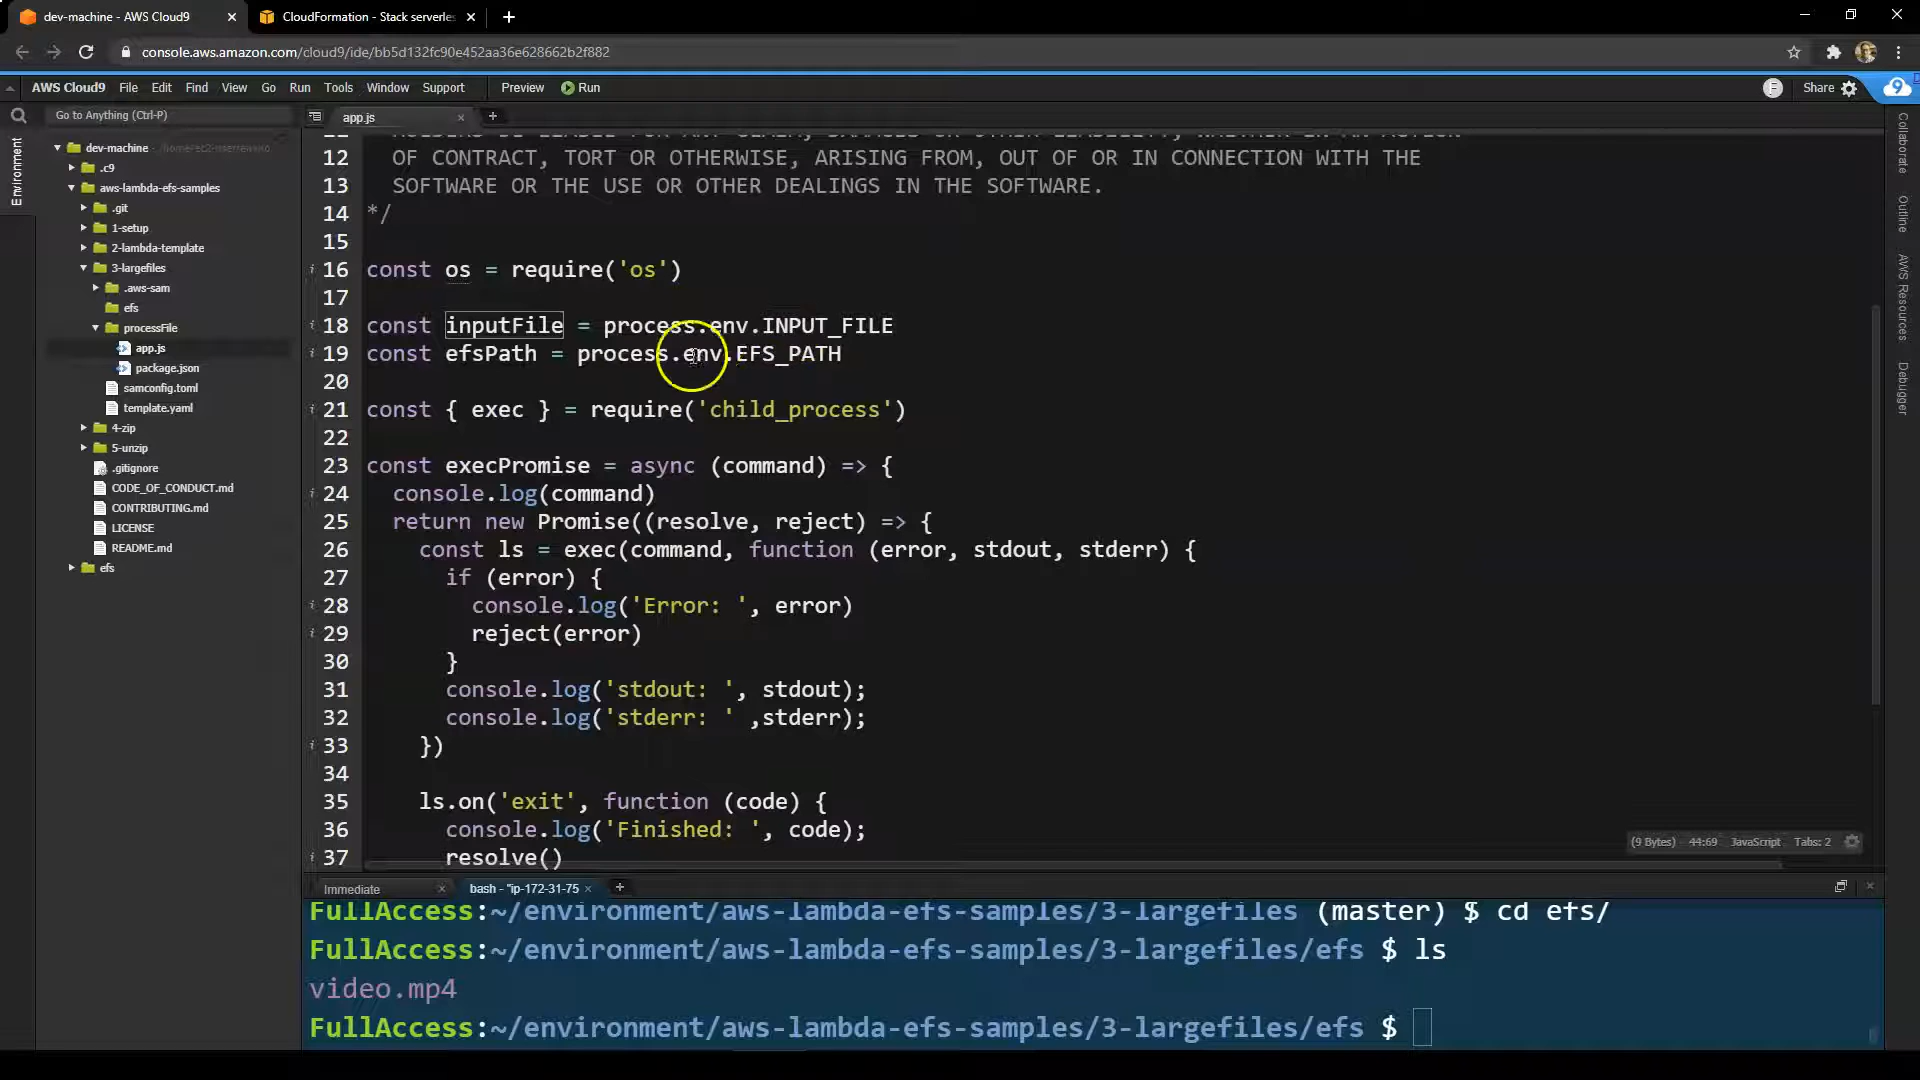 dev-machine - AWS Cloud9
CloudFormation - Stack serverles
console.aws.amazon.com/cloud9/ide/bb5d132fc90e452aa36e628662b2f882
AWS Cloud9 File Edit Find View Go Run Tools Window Support Preview Run
F Share
Go to Anything (Ctrl-P)
app.js
Environment
dev-machine
.c9
aws-lambda-efs-samples
.git
1-setup
2-lambda-template
3-largefiles
.aws-sam
efs
processFile
app.js
package.json
samconfig.toml
template.yaml
4-zip
5-unzip
.gitignore
CODE_OF_CONDUCT.md
CONTRIBUTING.md
LICENSE
README.md
efs
12 OF CONTRACT, TORT OR OTHERWISE, ARISING FROM, OUT OF OR IN CONNECTION WITH THE
13 SOFTWARE OR THE USE OR OTHER DEALINGS IN THE SOFTWARE.
14 */
15
16 const os = require('os')
17
18 const inputFile = process.env.INPUT_FILE
19 const efsPath = process.env.EFS_PATH
20
21 const { exec } = require('child_process')
22
23 const execPromise = async (command) => {
24 console.log(command)
25 return new Promise((resolve, reject) => {
26 const ls = exec(command, function (error, stdout, stderr) {
27 if (error) {
28 console.log('Error: ', error)
29 reject(error)
30 }
31 console.log('stdout: ', stdout);
32 console.log('stderr: ' ,stderr);
33 })
34
35 ls.on('exit', function (code) {
36 console.log('Finished: ', code);
37 resolve()
(9 Bytes) 44:69 JavaScript Tabs: 2
Collaborate
Outline
AWS Resources
Debugger
Immediate
bash - "ip-172-31-75
FullAccess:~/environment/aws-lambda-efs-samples/3-largefiles (master) $ cd efs/
FullAccess:~/environment/aws-lambda-efs-samples/3-largefiles/efs $ ls
video.mp4
FullAccess:~/environment/aws-lambda-efs-samples/3-largefiles/efs $